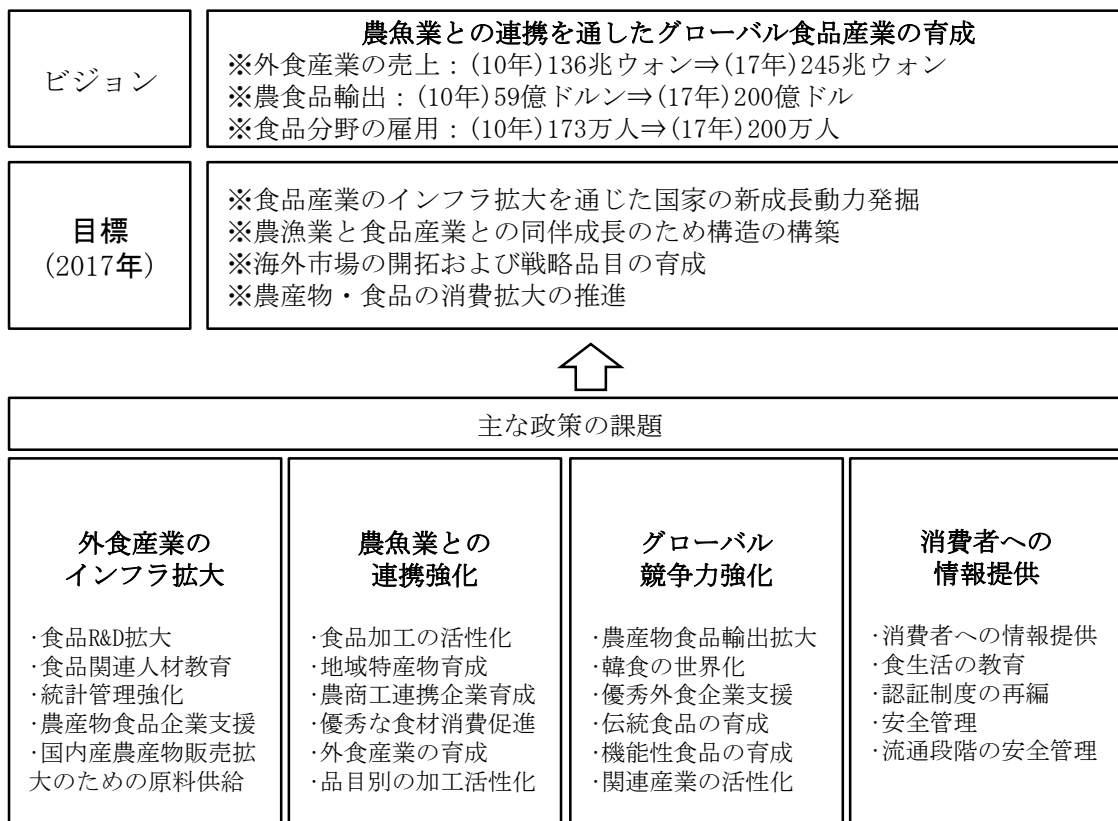 ビジョン
農魚業との連携を通したグローバル食品産業の育成
※外食産業の売上：(10年)136兆ウォン⇒(17年)245兆ウォン
※農食品輸出：(10年)59億ドルン⇒(17年)200億ドル
※食品分野の雇用：(10年)173万人⇒(17年)200万人
目標
(2017年)
※食品産業のインフラ拡大を通じた国家の新成長動力発掘
※農漁業と食品産業との同伴成長のため構造の構築
※海外市場の開拓および戦略品目の育成
※農産物・食品の消費拡大の推進
主な政策の課題
外食産業の
インフラ拡大
·食品R&D拡大
·食品関連人材教育
·統計管理強化
·農産物食品企業支援
·国内産農産物販売拡
大のための原料供給
農魚業との
連携強化
·食品加工の活性化
·地域特産物育成
·農商工連携企業育成
·優秀な食材消費促進
·外食産業の育成
·品目別の加工活性化
グローバル
競争力強化
·農産物食品輸出拡大
·韓食の世界化
·優秀外食企業支援
·伝統食品の育成
·機能性食品の育成
·関連産業の活性化
消費者への
情報提供
·消費者への情報提供
·食生活の教育
·認証制度の再編
·安全管理
·流通段階の安全管理